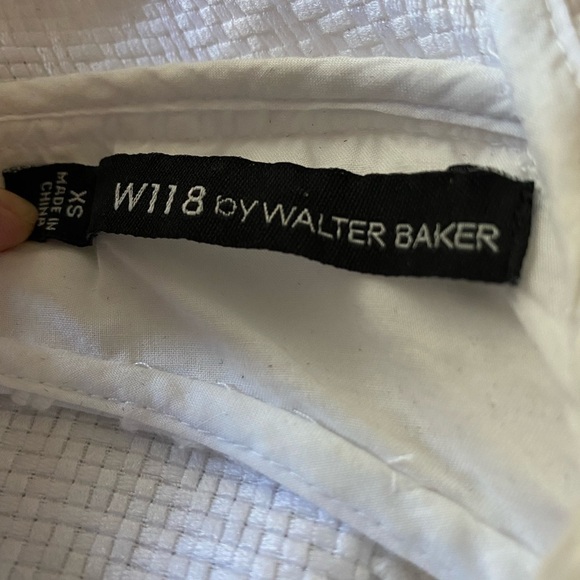 W118 by WALTER BAKER
XS
MADE IN
CHINA